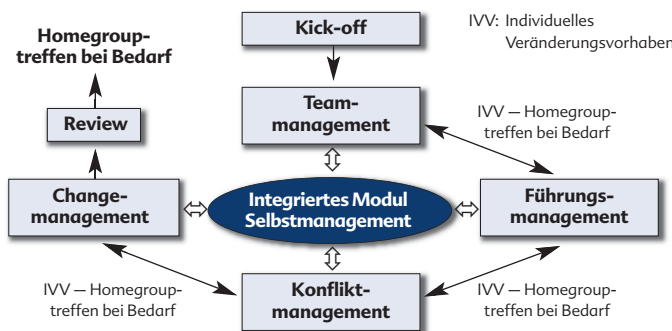 Homegroup-
treffen bei Bedarf
Kick-off
IVV: Individuelles
Veränderungsvorhaben
Review
Team-
management
IVV – Homegroup-
treffen bei Bedarf
Change-
management
Integriertes Modul
Selbstmanagement
Führungs-
management
IVV – Homegroup-
treffen bei Bedarf
Konflikt-
management
IVV – Homegroup-
treffen bei Bedarf